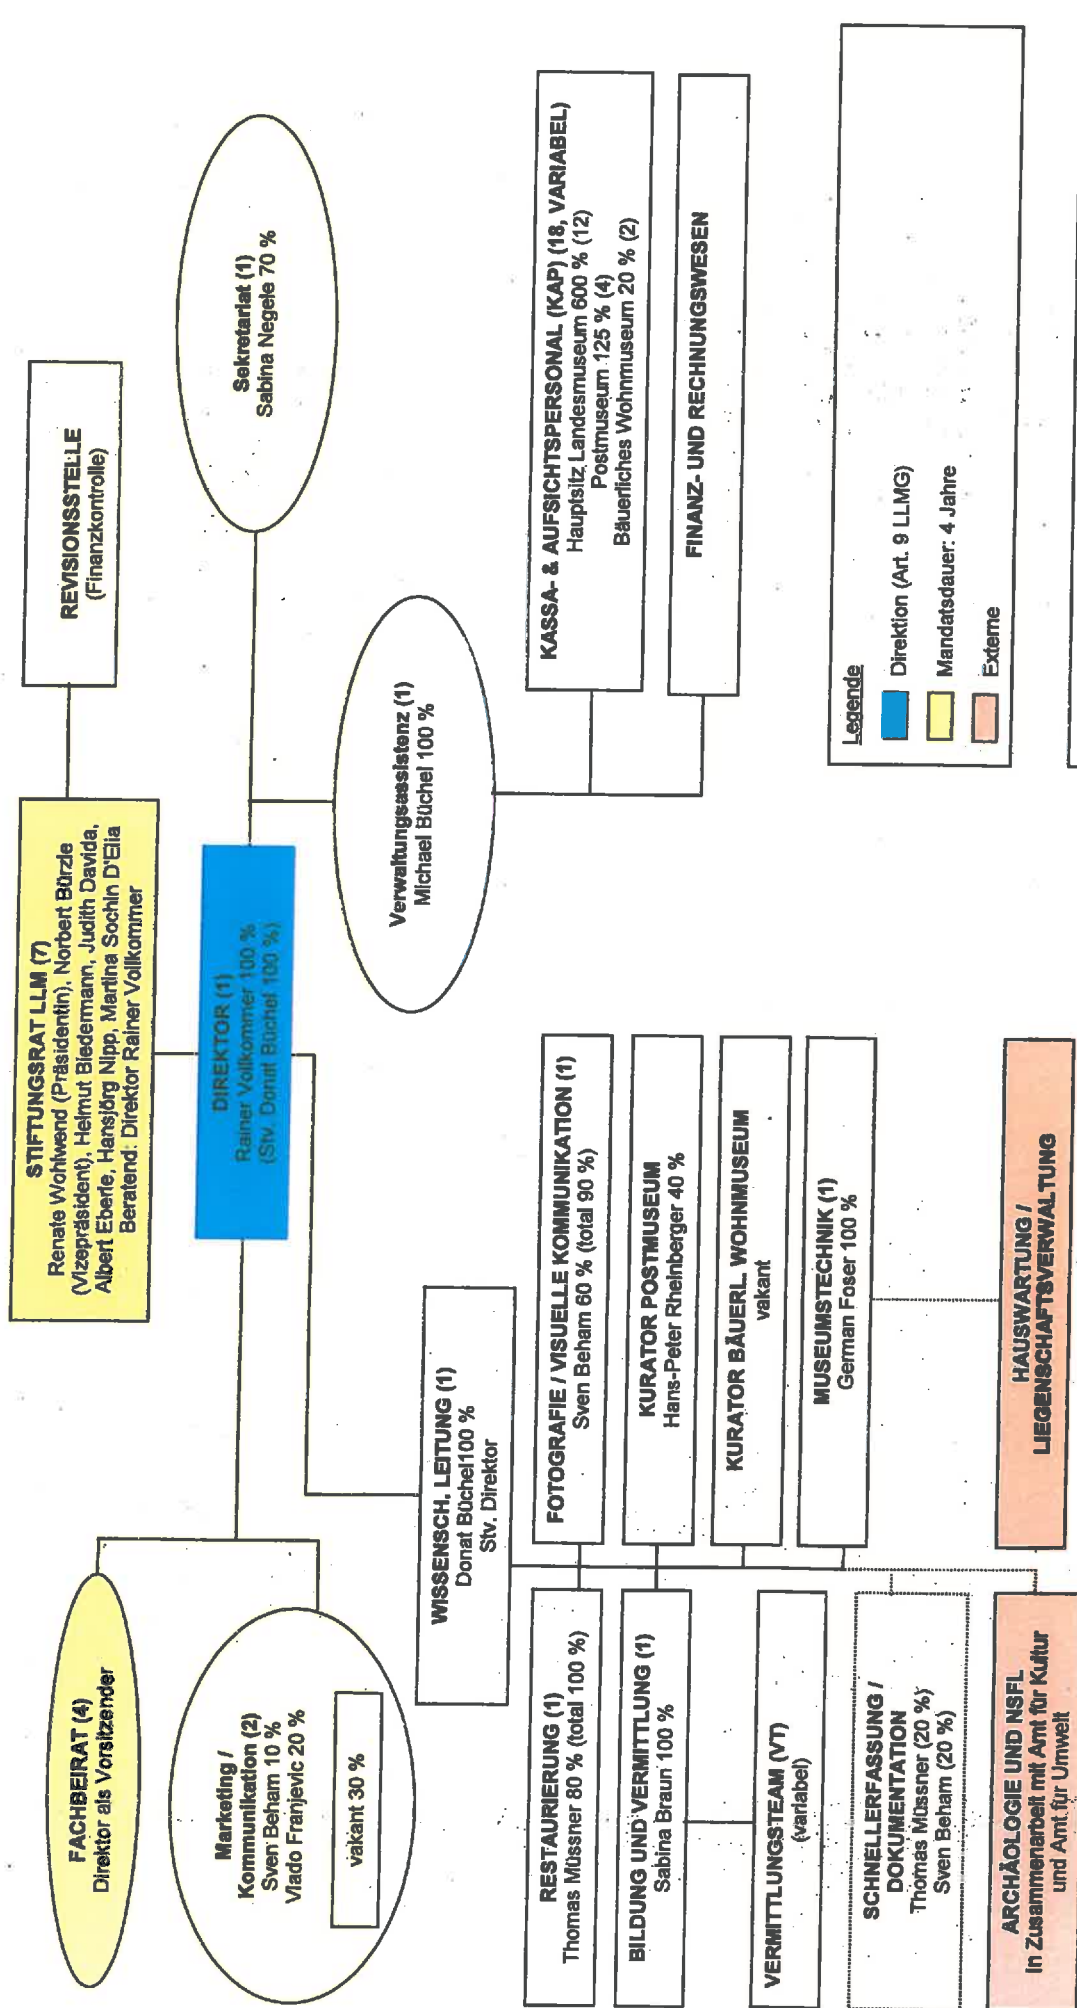 STIFTUNGSRAT LLM (7)
Renate Wohlwend (Präsidentin), Norbert Bürzle
(Vizepräsident), Helmut Biedermann, Judith Davida,
Albert Eberle, Hansjörg Nipp, Martina Sochin D'Elia
Beratend: Direktor Rainer Vollkommer
REVISIONSSTELLE
(Finanzkontrolle)
FACHBEIRAT (4)
Direktor als Vorsitzender
DIREKTOR (1)
Rainer Vollkommer 100 %
(Stv. Donat Büchel 100 %)
Sekretariat (1)
Sabina Negele 70 %
Marketing /
Kommunikation (2)
Sven Beham 10 %
Vlado Franjevic 20 %
vakant 30 %
Verwaltungsassistenz (1)
Michael Büchel 100 %
WISSENSCH. LEITUNG (1)
Donat Büchel100 %
Stv. Direktor
RESTAURIERUNG (1)
Thomas Müssner 80 % (total 100 %)
FOTOGRAFIE / VISUELLE KOMMUNIKATION (1)
Sven Beham 60 % (total 90 %)
KASSA- & AUFSICHTSPERSONAL (KAP) (18, VARIABEL)
Hauptsitz Landesmuseum 600 % (12)
Postmuseum 125 % (4)
Bäuerliches Wohnmuseum 20 % (2)
BILDUNG UND VERMITTLUNG (1)
Sabina Braun 100 %
KURATOR POSTMUSEUM
Hans-Peter Rheinberger 40 %
FINANZ- UND RECHNUNGSWESEN
VERMITTLUNGSTEAM (VT)
(variabel)
KURATOR BÄUERL. WOHNMUSEUM
vakant
MUSEUMSTECHNIK (1)
German Foser 100 %
SCHNELLERFASSUNG /
DOKUMENTATION
Thomas Müssner (20 %)
Sven Beham (20 %)
Legende
Direktion (Art. 9 LLMG)
Mandatsdauer: 4 Jahre
Externe
ARCHÄOLOGIE UND NSFL
In Zusammenarbeit mit Amt für Kultur
und Amt für Umwelt
HAUSWARTUNG /
LIEGENSCHAFTSVERWALTUNG